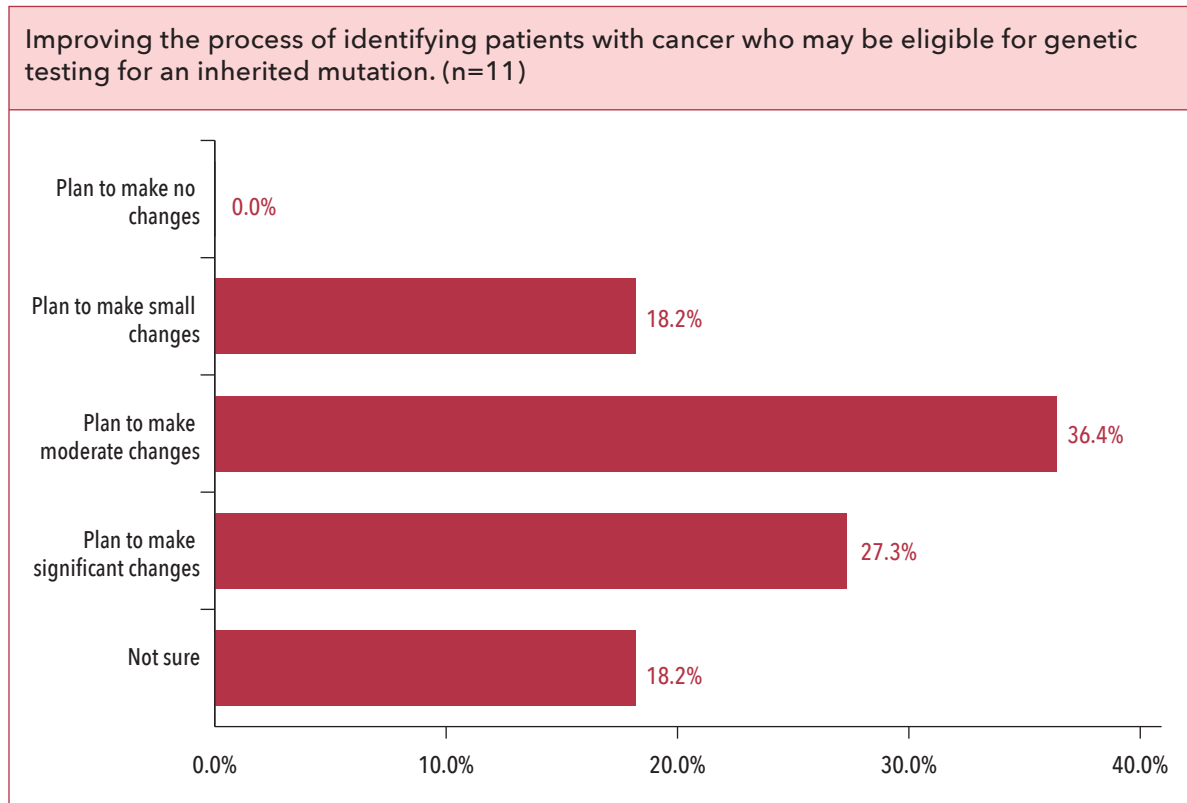 Improving the process of identifying patients with cancer who may be eligible for genetic
testing for an inherited mutation. (n=11)
Plan to make no
changes
0.0%
Plan to make small
changes
18.2%
Plan to make
moderate changes
36.4%
Plan to make
significant changes
27.3%
Not sure
18.2%
0.0%
10.0%
20.0%
30.0%
40.0%